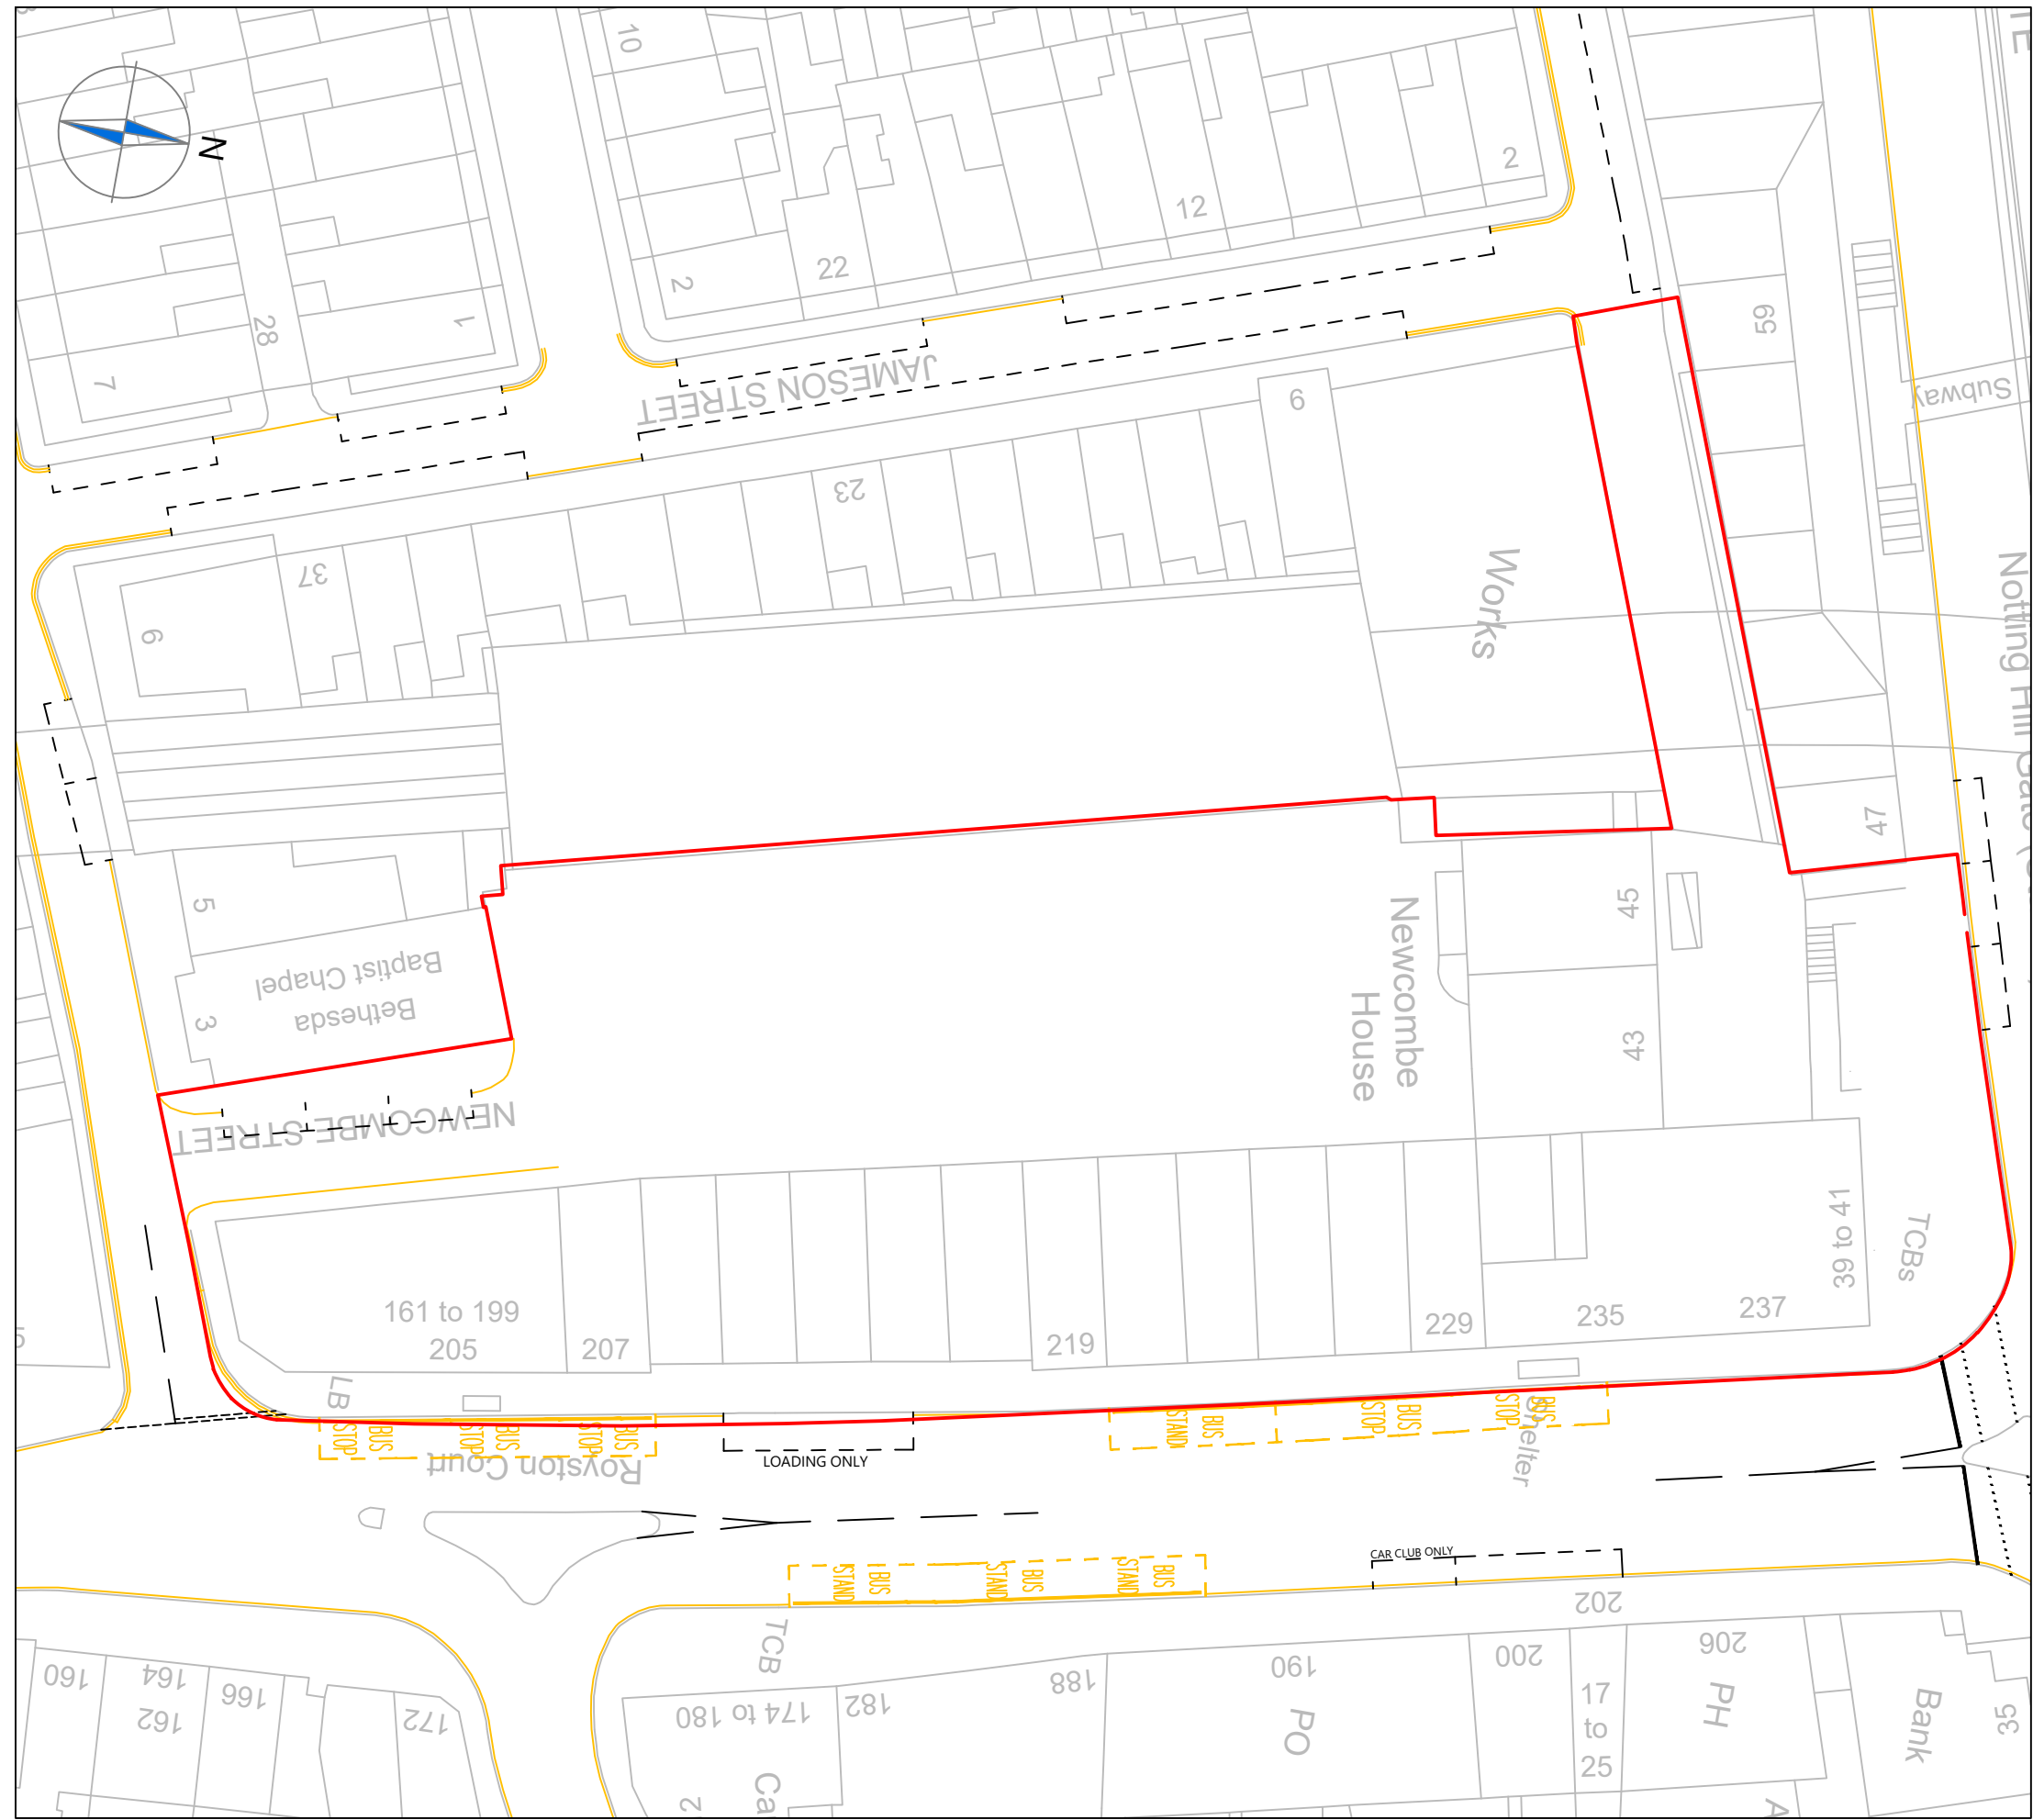 10
TE
N
2
12
22
2
28
1
7
59
Subway
JAMESON STREET
9
23
37
Works
Notting Hill Gate
9
47
5
45
Newcombe
House
Bethesda
Baptist Chapel
3
43
NEWCOMBE STREET
39 to 41
TCBs
161 to 199
205
207
219
229
235
237
LB
BUS
STOP
BUS
STOP
BUS
STOP
BUS
STAND
BUS
STOP
BUS
STOP
Shelter
Royston Court
LOADING ONLY
CAR CLUB ONLY
BUS
STAND
BUS
STAND
BUS
STAND
202
TCB
160
164
162
166
172
174 to 180
182
188
190
200
206
PO
17
to
25
PH
Bank
35
2
Ca
A